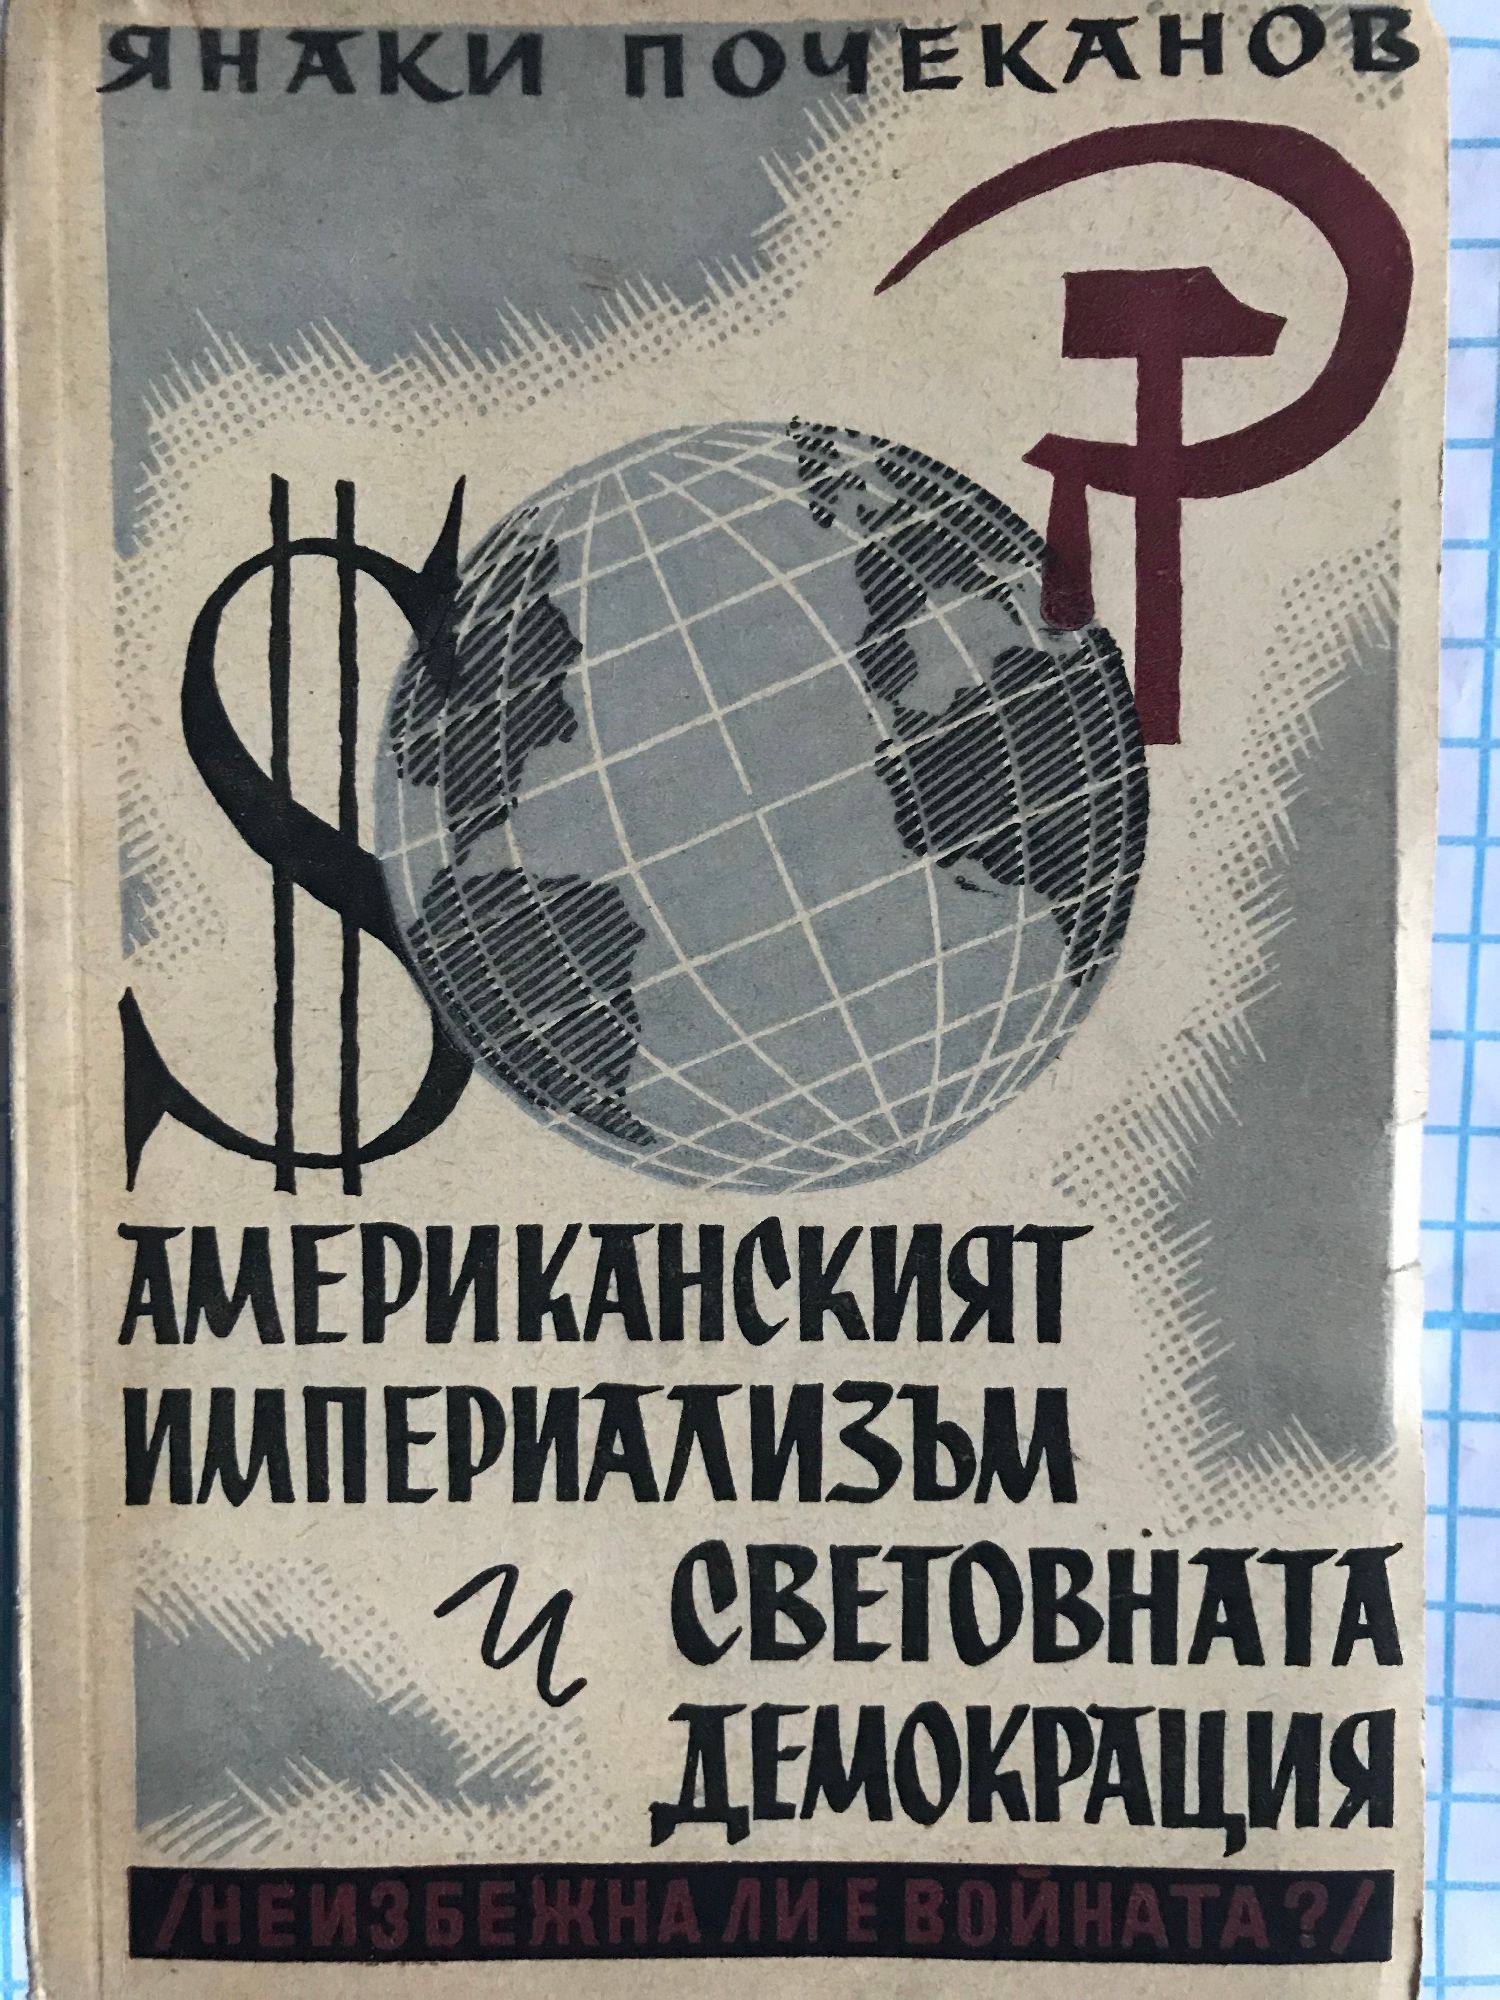 ЯНАКИ ПОЧЕКАНОВ
$
АМЕРИКАНСКИЯТ
ИМПЕРИАЛИЗЪМ
и СВЕТОВНАТА
ДЕМОКРАЦИЯ
/НЕИЗБЕЖНА ЛИ Е ВОЙНАТА?/